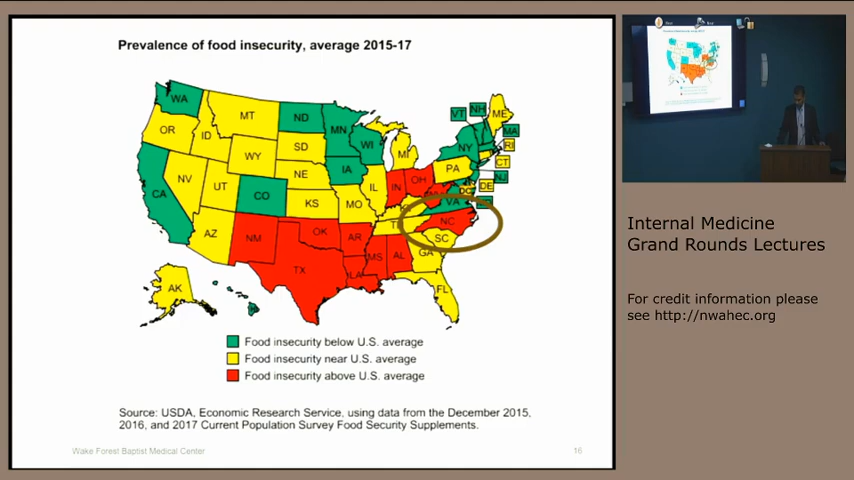 Prevalence of food insecurity, average 2015-17
WA
MT
ND
MN
VT
NH
ME
OR
ID
SD
WI
NY
MA
RI
WY
MI
CT
IA
NE
PA
NJ
NV
UT
IL
IN
OH
DE
DC
CA
CO
KS
MO
VA
AZ
NM
OK
AR
NC
SC
TX
MS
AL
GA
LA
AK
FL
Food insecurity below U.S. average
Food insecurity near U.S. average
Food insecurity above U.S. average
Source: USDA, Economic Research Service, using data from the December 2015,
2016, and 2017 Current Population Survey Food Security Supplements.
Wake Forest Baptist Medical Center
16
Internal Medicine
Grand Rounds Lectures
For credit information please
see http://nwahec.org